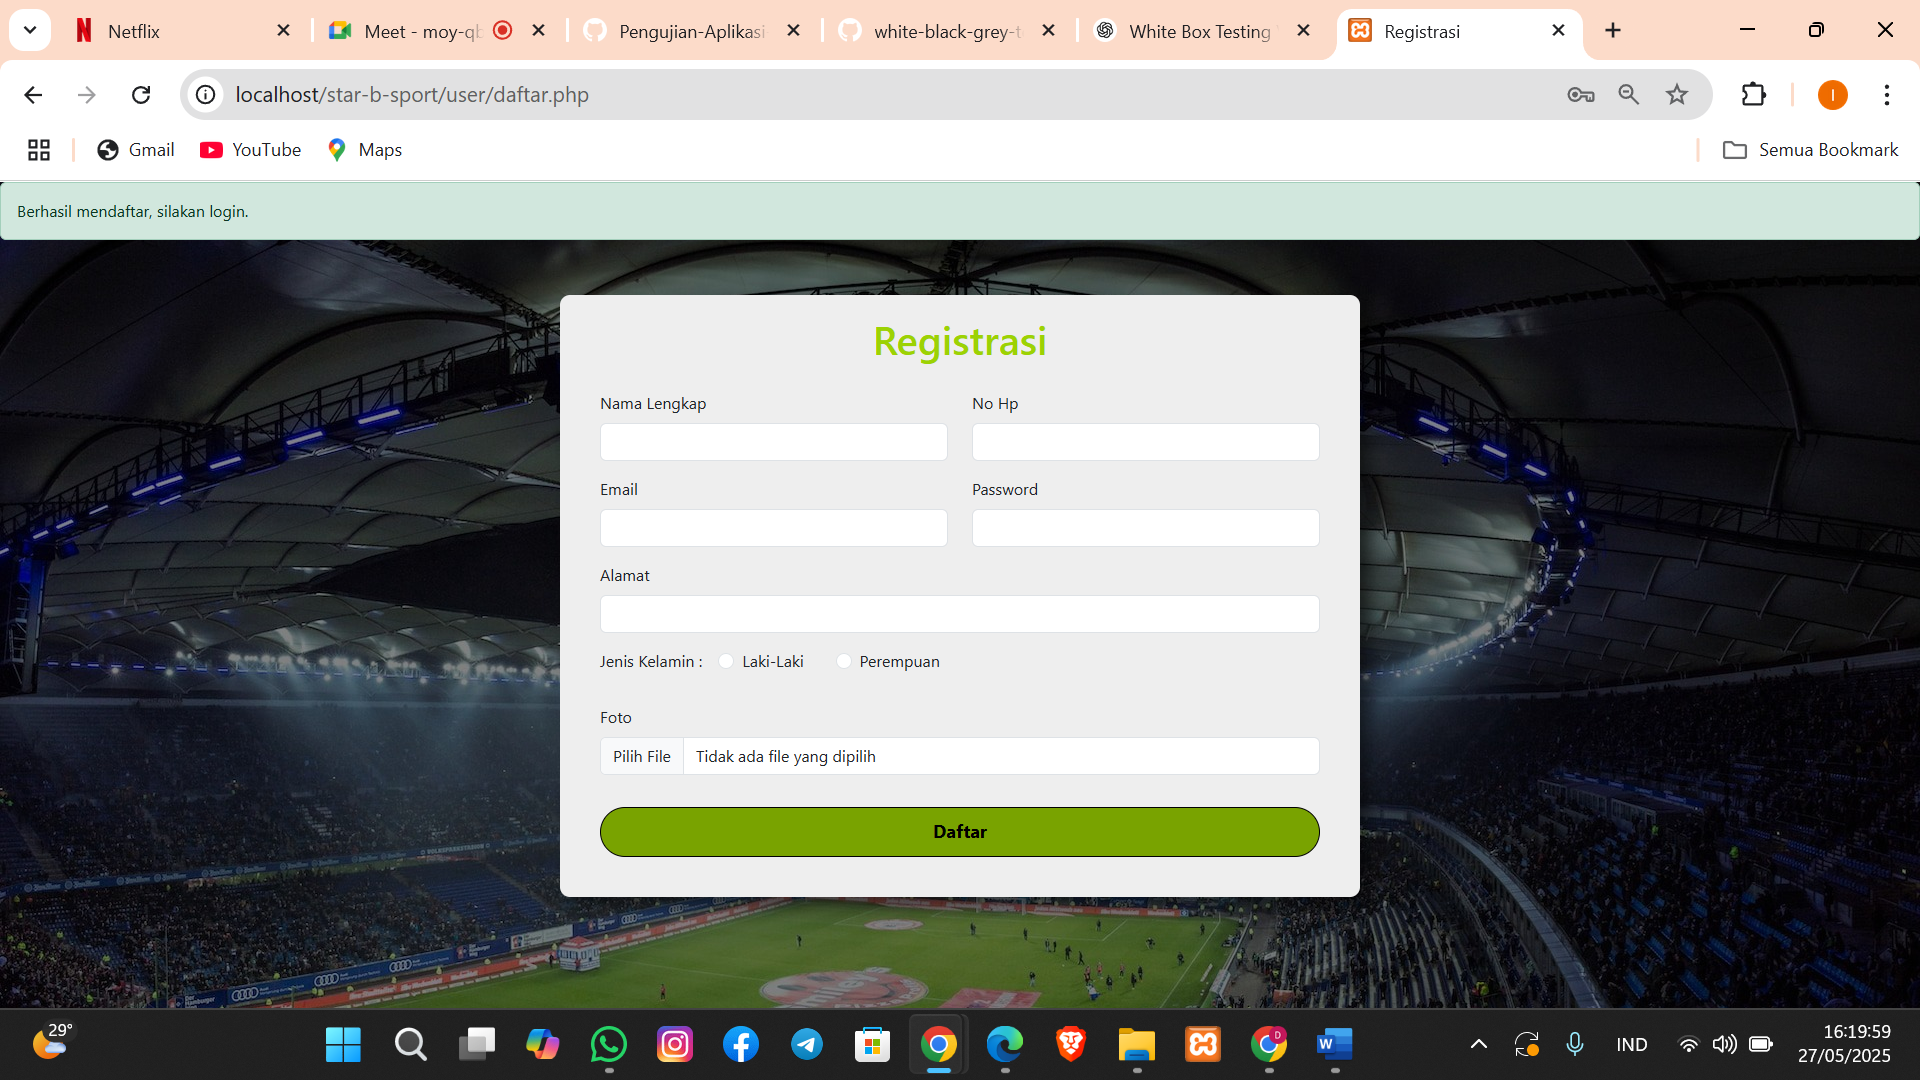 Netflix
Meet - moy-qb
Pengujian-Aplikasi
white-black-grey-t
White Box Testing
Registrasi
localhost/star-b-sport/user/daftar.php
I
Gmail
YouTube
Maps
Semua Bookmark
Berhasil mendaftar, silakan login.
Registrasi
Nama Lengkap
No Hp
Email
Password
Alamat
Jenis Kelamin :
Laki-Laki
Perempuan
Foto
Pilih File
Tidak ada file yang dipilih
Daftar
29°
D
IND
16:19:59
27/05/2025